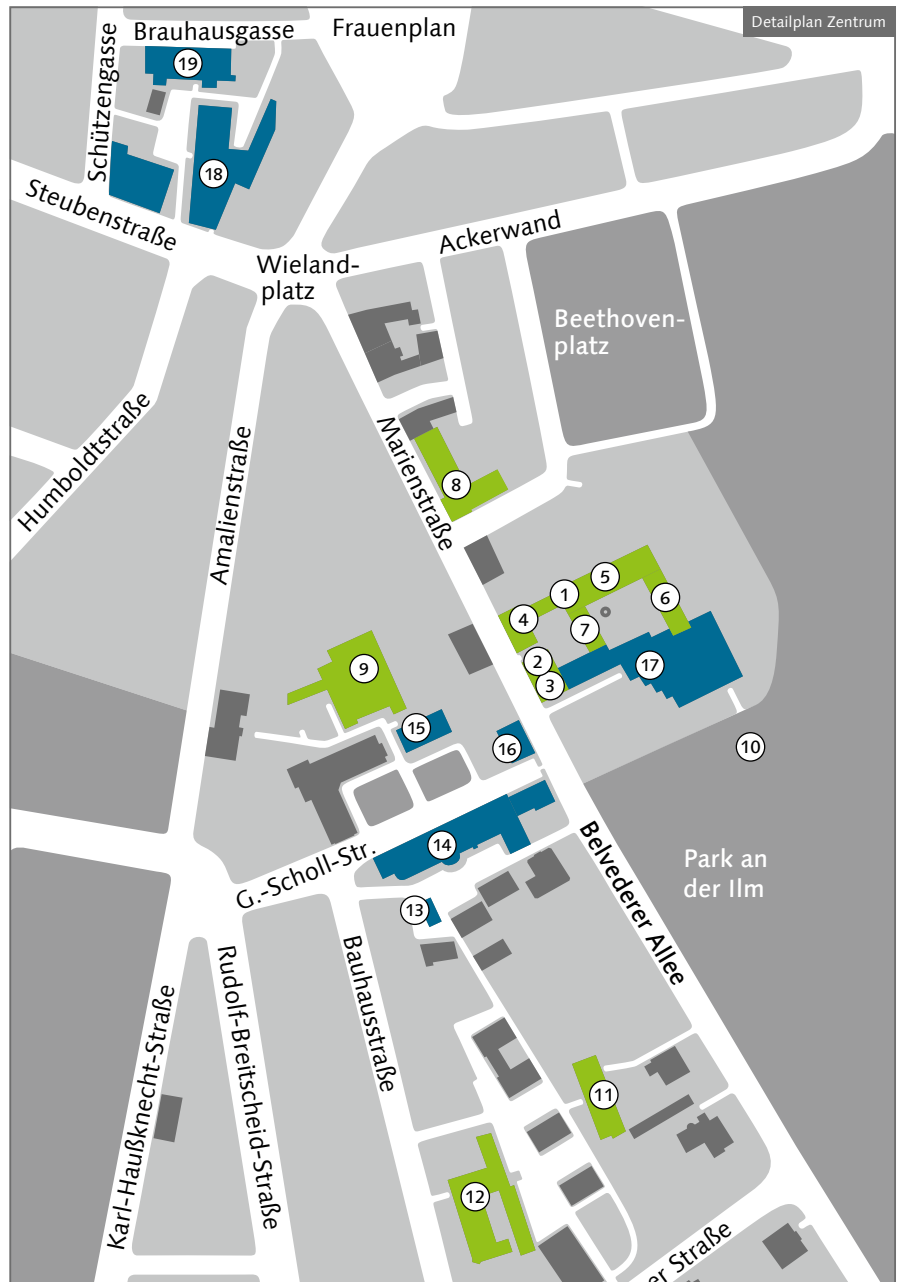 Detailplan Zentrum
Brauhausgasse
Frauenplan
19
Schützengasse
18
Steubenstraße
Ackerwand
Wieland-
platz
Beethoven-
platz
Humboldtstraße
Amalienstraße
Marienstraße
8
5
1
6
4
7
2
17
9
3
15
16
10
14
Belvederer Allee
Park an
der Ilm
G.-Scholl-Str.
13
Bauhausstraße
Rudolf-Breitscheid-Straße
Karl-Haußknecht-Straße
11
12
er Straße